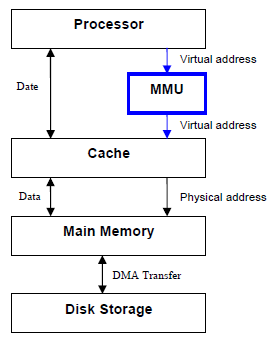 Processor
Virtual address
Date
MMU
Virtual address
Cache
Data
Physical address
Main Memory
DMA Transfer
Disk Storage